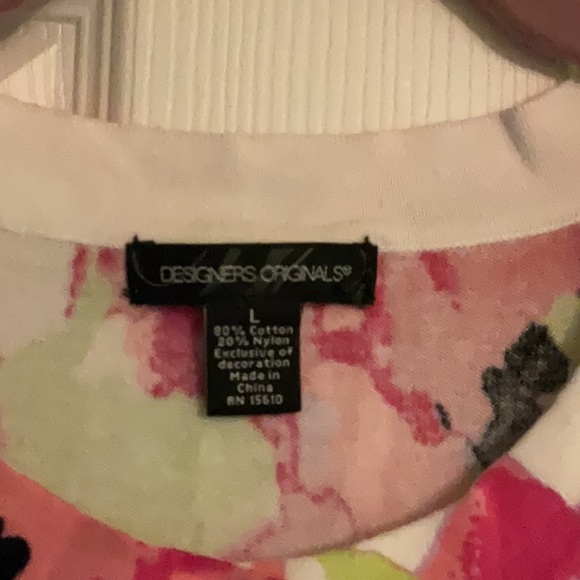 DESIGNERS ORIGINALS®
L
80% Cotton
20% Nylon
Exclusive of
decoration
Made in
China
RN 15610